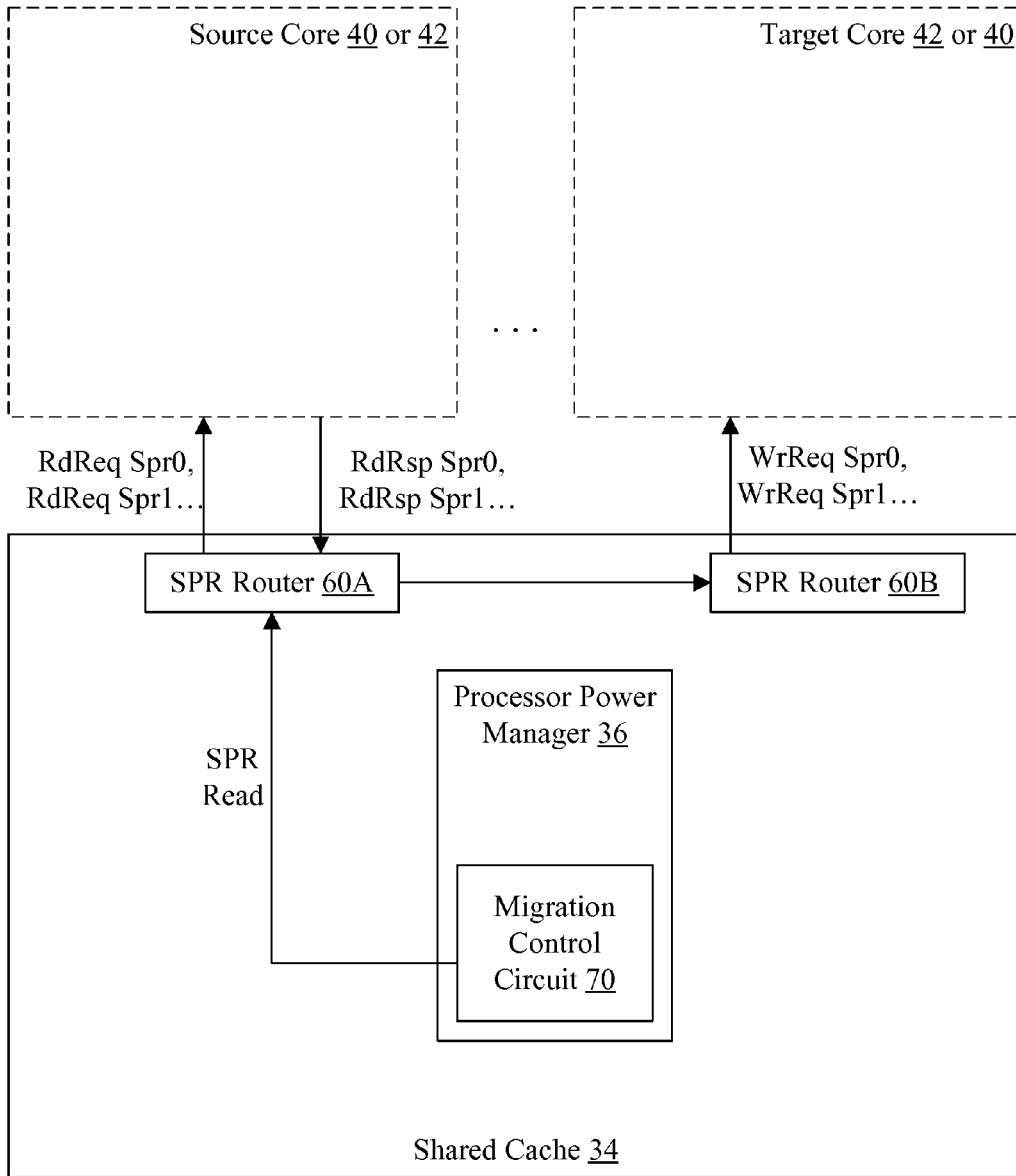 Source Core 40 or 42
Target Core 42 or 40
. . .
RdReq Spr0,
RdReq Spr1…
RdRsp Spr0,
RdRsp Spr1…
WrReq Spr0,
WrReq Spr1…
SPR Router 60A
SPR Router 60B
Processor Power
Manager 36
SPR
Read
Migration
Control
Circuit 70
Shared Cache 34